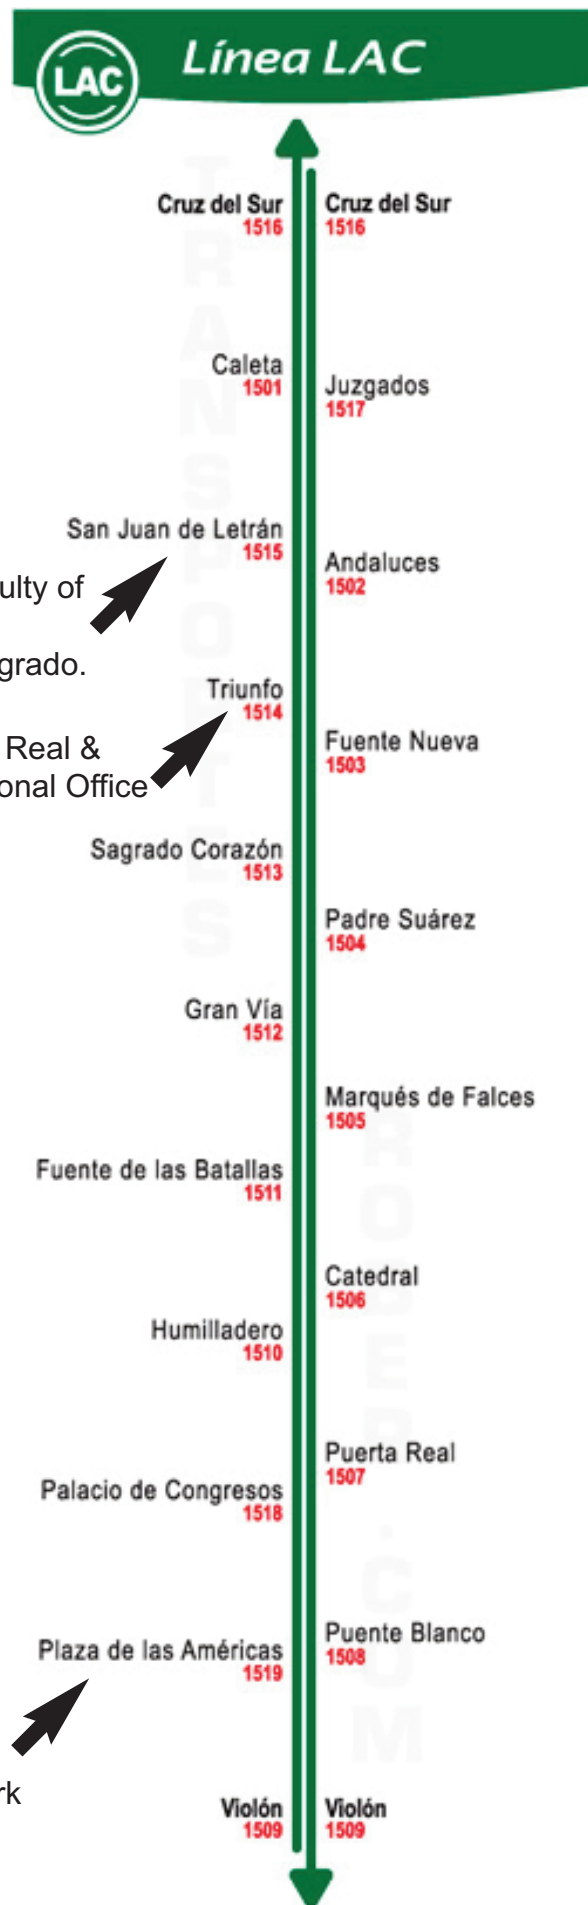 LAC
Línea LAC
Cruz del Sur
1516
Caleta
1501
San Juan de Letrán
1515
Triunfo
1514
Sagrado Corazón
1513
Gran Vía
1512
Fuente de las Batallas
1511
Humilladero
1510
Palacio de Congresos
1518
Plaza de las Américas
1519
Violón
1509
Cruz del Sur
1516
Juzgados
1517
Andaluces
1502
Fuente Nueva
1503
Padre Suárez
1504
Marqués de Falces
1505
Catedral
1506
Puerta Real
1507
Puente Blanco
1508
Violón
1509
ulty of
grado.
Real &
onal Office
rk
TRANSPORTES
ROBER.COM